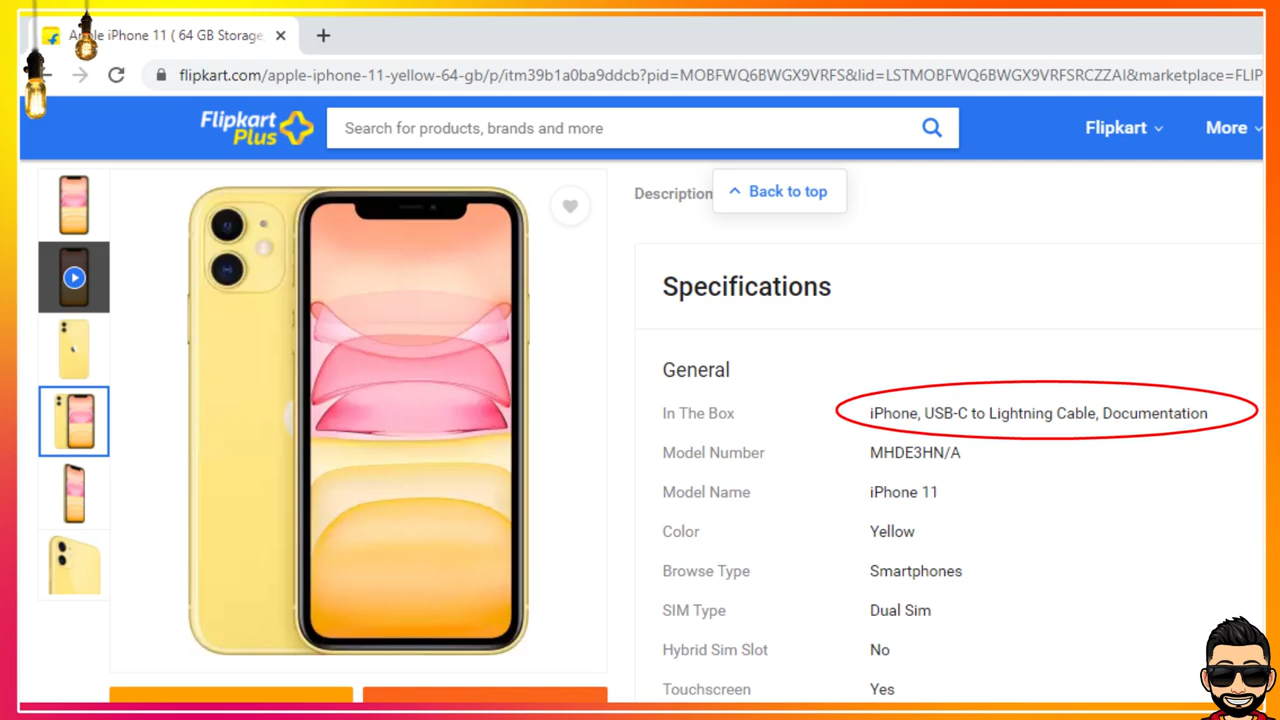 Apple iPhone 11 ( 64 GB Storage,
flipkart.com/apple-iphone-11-yellow-64-gb/p/itm39b1a0ba9ddcb?pid=MOBFWQ6BWGX9VRFS&lid=LSTMOBFWQ6BWGX9VRFSRCZZAI&marketplace=FLIP
Flipkart
Plus
Search for products, brands and more
Flipkart
More
Description
Back to top
Specifications
General
In The Box iPhone, USB-C to Lightning Cable, Documentation
Model Number MHDE3HN/A
Model Name iPhone 11
Color Yellow
Browse Type Smartphones
SIM Type Dual Sim
Hybrid Sim Slot No
Touchscreen Yes